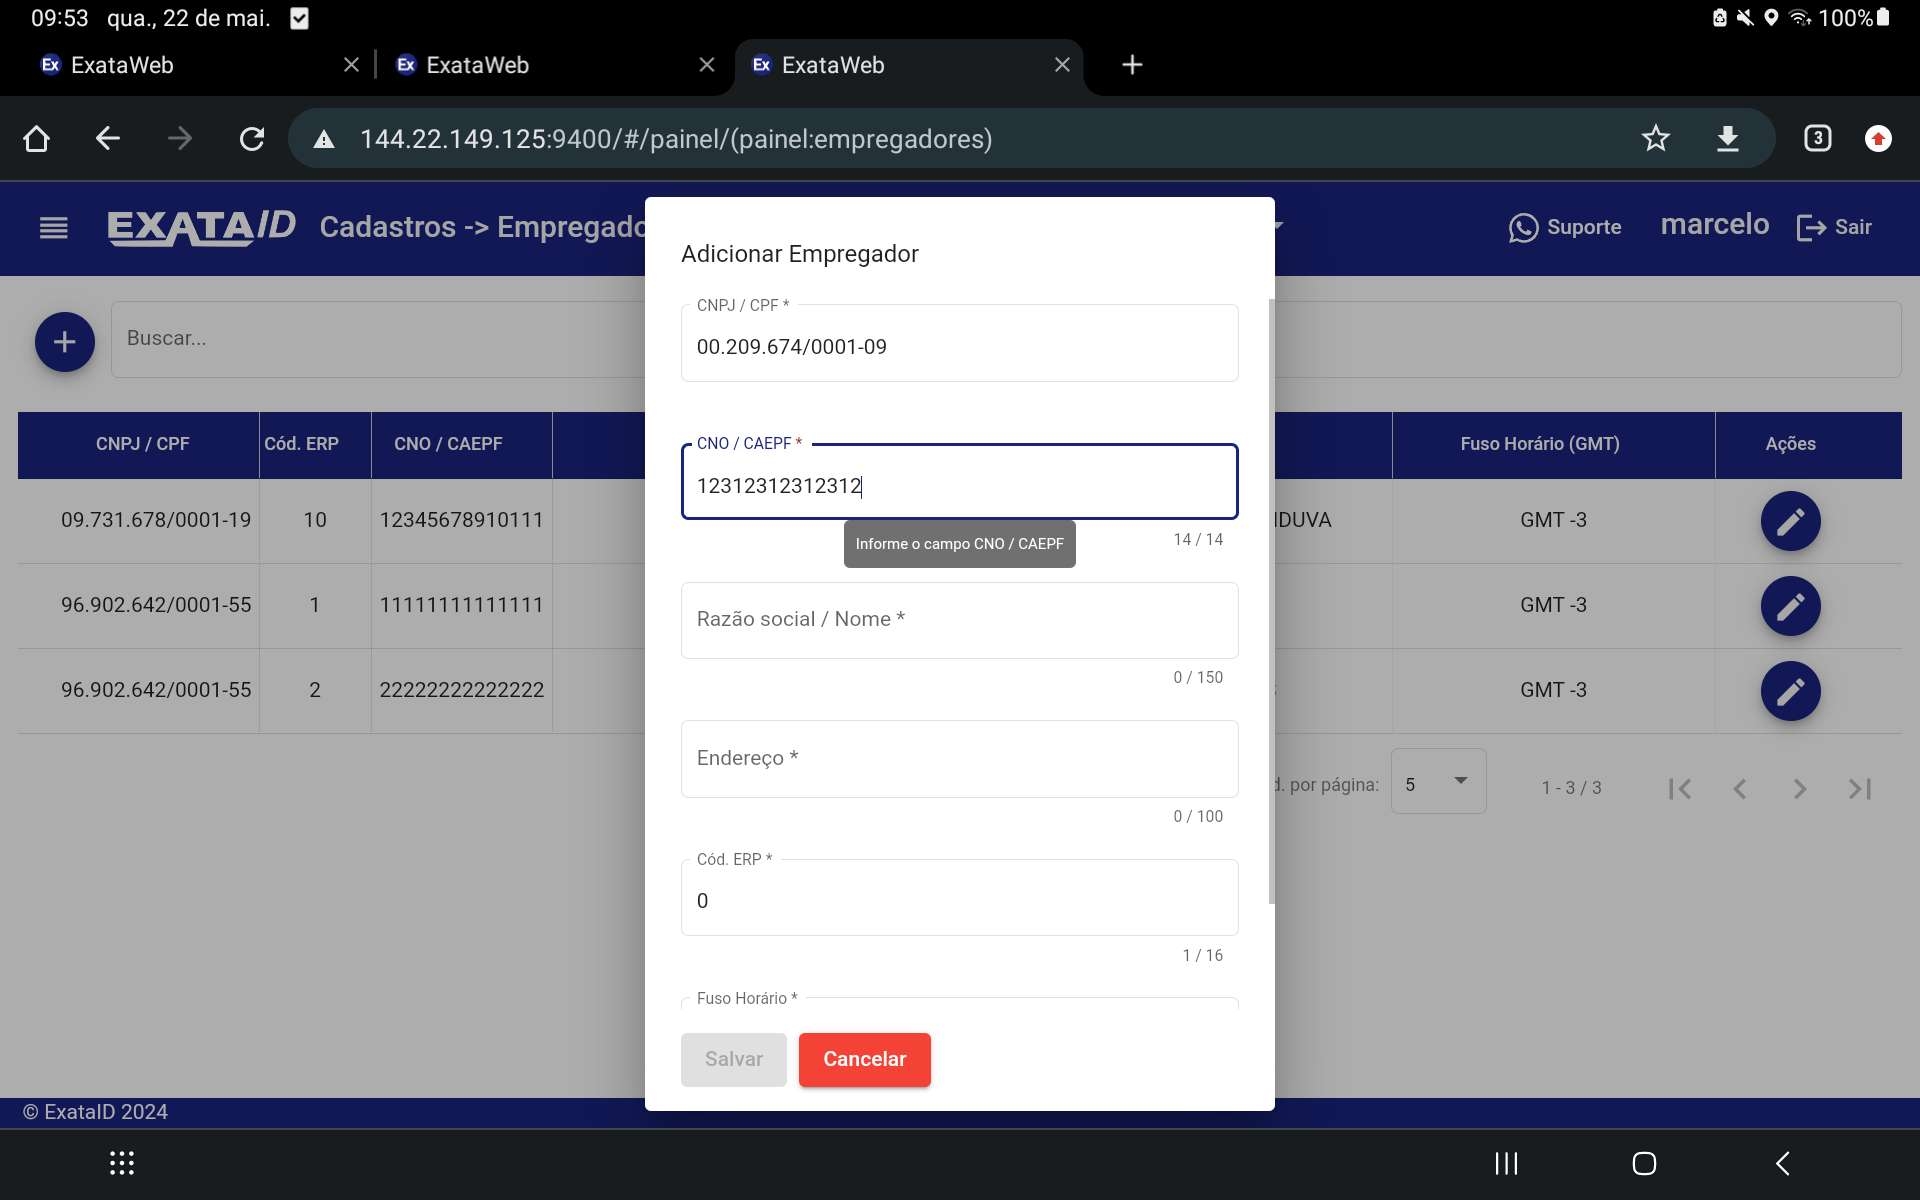 09:53 qua., 22 de mai. 100%
Ex ExataWeb Ex ExataWeb Ex ExataWeb
144.22.149.125:9400/#/painel/(painel:empregadores) 3
EXATA/D Cadastros -> Empregado Suporte marcelo Sair
Adicionar Empregador
CNPJ / CPF *
00.209.674/0001-09
Buscar...
CNPJ / CPF Cód. ERP CNO / CAEPF Fuso Horário (GMT) Ações
CNO / CAEPF *
12312312312312
14 / 14
Informe o campo CNO / CAEPF
09.731.678/0001-19 10 12345678910111 DUVA GMT -3
96.902.642/0001-55 1 11111111111111 GMT -3
96.902.642/0001-55 2 22222222222222 GMT -3
Razão social / Nome *
0 / 150
Endereço *
0 / 100
d. por página: 5 1 - 3 / 3
Cód. ERP *
0
1 / 16
Fuso Horário *
Salvar Cancelar
© ExataID 2024